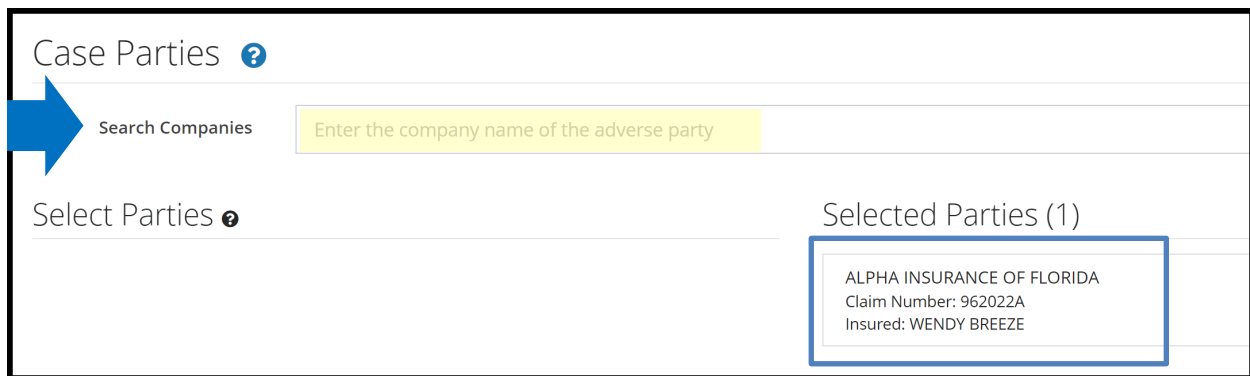 Case Parties ?
Search Companies
Enter the company name of the adverse party
Select Parties ?
Selected Parties (1)
ALPHA INSURANCE OF FLORIDA
Claim Number: 962022A
Insured: WENDY BREEZE